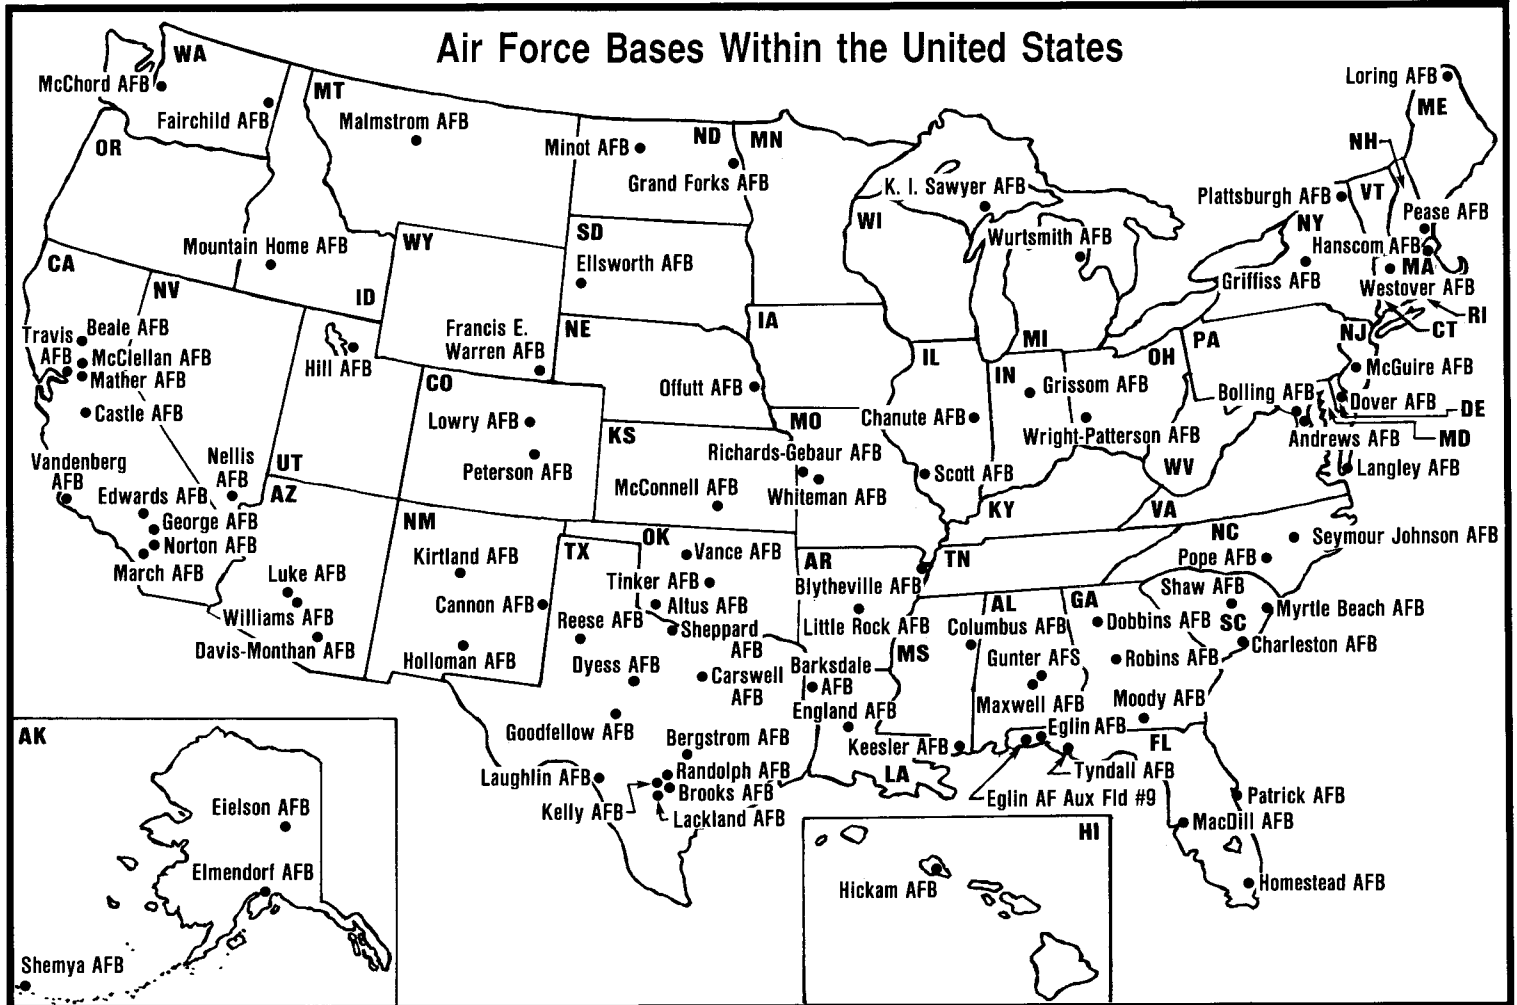 Air Force Bases Within the United States
WA
McChord AFB
Fairchild AFB
MT
Malmstrom AFB
OR
Minot AFB
ND
Grand Forks AFB
MN
Loring AFB
ME
NH
VT
Plattsburgh AFB
NY
Pease AFB
Hanscom AFB
MA
Griffiss AFB
Westover AFB
RI
CT
K. I. Sawyer AFB
WI
Wurtsmith AFB
MI
Mountain Home AFB
ID
WY
SD
Ellsworth AFB
CA
NV
Travis
AFB
Beale AFB
McClellan AFB
Mather AFB
Castle AFB
Hill AFB
UT
Francis E.
Warren AFB
NE
Offutt AFB
IA
IL
IN
Grissom AFB
OH
PA
NJ
McGuire AFB
Bolling AFB
Dover AFB
DE
MD
Andrews AFB
Langley AFB
CO
Lowry AFB
Peterson AFB
KS
McConnell AFB
MO
Richards-Gebaur AFB
Whiteman AFB
Chanute AFB
Scott AFB
Wright-Patterson AFB
WV
VA
KY
Vandenberg
AFB
Nellis
AFB
Edwards AFB
George AFB
Norton AFB
March AFB
AZ
Luke AFB
Williams AFB
Davis-Monthan AFB
NM
Kirtland AFB
Cannon AFB
Holloman AFB
TX
OK
Vance AFB
Tinker AFB
Altus AFB
Reese AFB
Sheppard
AFB
Dyess AFB
Carswell
AFB
Goodfellow AFB
Bergstrom AFB
Laughlin AFB
Randolph AFB
Brooks AFB
Kelly AFB
Lackland AFB
AR
Blytheville AFB
Little Rock AFB
Barksdale
AFB
England AFB
LA
MS
Columbus AFB
Keesler AFB
TN
AL
Gunter AFS
Maxwell AFB
GA
Dobbins AFB
Robins AFB
Moody AFB
NC
Seymour Johnson AFB
Pope AFB
Shaw AFB
SC
Myrtle Beach AFB
Charleston AFB
Eglin AFB
FL
Tyndall AFB
Eglin AF Aux Fld #9
Patrick AFB
MacDill AFB
Homestead AFB
AK
Eielson AFB
Elmendorf AFB
Shemya AFB
HI
Hickam AFB